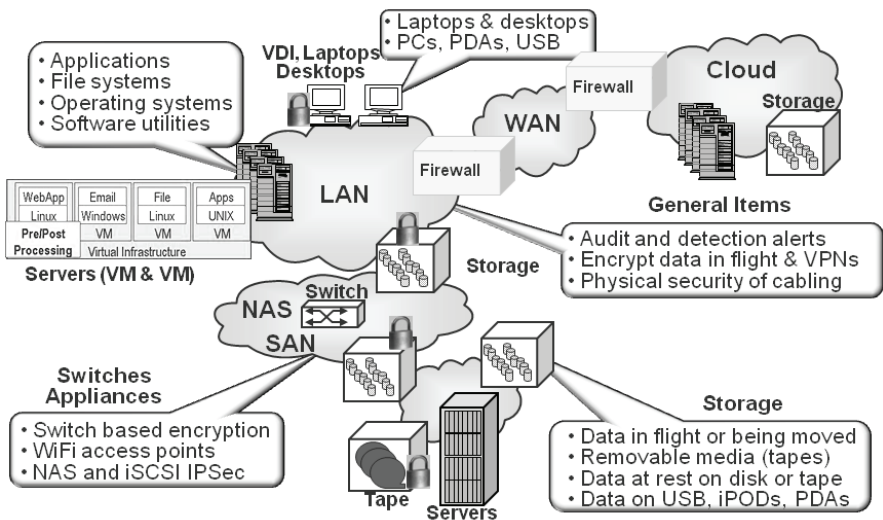 • Applications
• File systems
• Operating systems
• Software utilities
VDI, Laptops
Desktops
• Laptops & desktops
• PCs, PDAs, USB
Firewall
Cloud
Storage
WAN
Firewall
LAN
WebApp
Linux
Email
Windows
VM
File
Linux
VM
Apps
UNIX
VM
Pre/Post
Processing
Virtual Infrastructure
Servers (VM & VM)
General Items
• Audit and detection alerts
• Encrypt data in flight & VPNs
• Physical security of cabling
Storage
NAS
Switch
SAN
Switches
Appliances
• Switch based encryption
• WiFi access points
• NAS and iSCSI IPSec
Tape
Servers
Storage
• Data in flight or being moved
• Removable media (tapes)
• Data at rest on disk or tape
• Data on USB, iPODs, PDAs